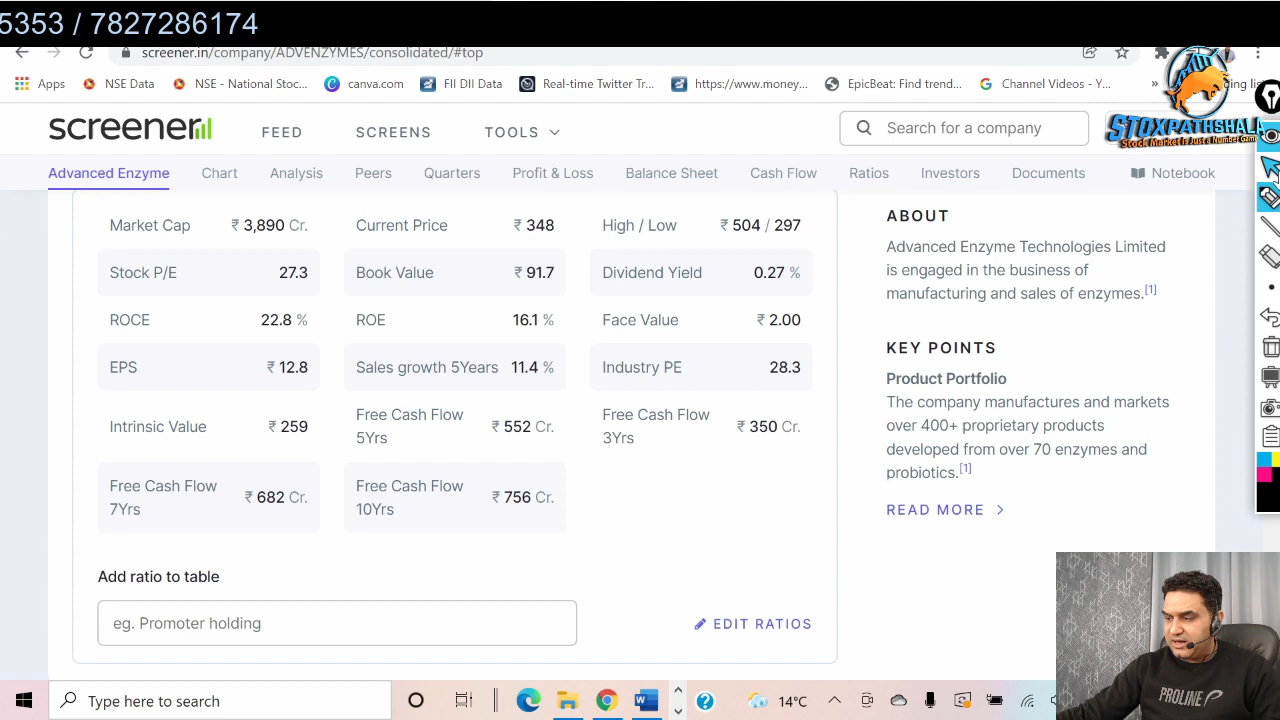 5353 / 7827286174
screener.in/company/ADVENZYMES/consolidated/#top
Apps NSE Data NSE - National Stoc... canva.com FII DII Data Real-time Twitter Tr... https://www.money... EpicBeat: Find trend... Channel Videos - Y... » ding list
screener FEED SCREENS TOOLS Search for a company
STOXPATHSHALA
Stock Market is Just a Number Game
Advanced Enzyme Chart Analysis Peers Quarters Profit & Loss Balance Sheet Cash Flow Ratios Investors Documents Notebook
Market Cap ₹ 3,890 Cr. Current Price ₹ 348 High / Low ₹ 504 / 297
Stock P/E 27.3 Book Value ₹ 91.7 Dividend Yield 0.27 %
ROCE 22.8 % ROE 16.1 % Face Value ₹ 2.00
EPS ₹ 12.8 Sales growth 5Years 11.4 % Industry PE 28.3
Intrinsic Value ₹ 259 Free Cash Flow 5Yrs ₹ 552 Cr. Free Cash Flow 3Yrs ₹ 350 Cr.
Free Cash Flow 7Yrs ₹ 682 Cr. Free Cash Flow 10Yrs ₹ 756 Cr.
Add ratio to table
eg. Promoter holding EDIT RATIOS
ABOUT
Advanced Enzyme Technologies Limited
is engaged in the business of
manufacturing and sales of enzymes.[1]
KEY POINTS
Product Portfolio
The company manufactures and markets
over 400+ proprietary products
developed from over 70 enzymes and
probiotics.[1]
READ MORE
PROLINE
Type here to search 14°C